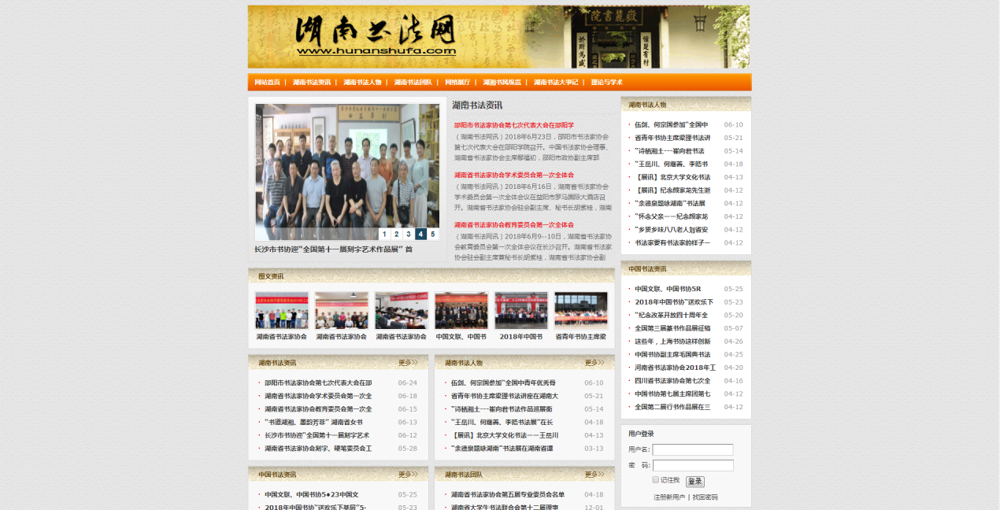 湖南书法网
www.hunanshufa.com
院書麓嶽
惟楚有材
於斯為盛
网站首页 | 湖南书法资讯 | 湖南书法人物 | 湖南书法团队 | 网络展厅 | 湖湘书风纵览 | 湖南书法大事记 | 理论与学术
1 2 3 4 5
长沙市书协迎“全国第十一届刻字艺术作品展” 首
湖南书法资讯
邵阳市书法家协会第七次代表大会在邵阳学
（湖南书法网讯）2018年6月23日，邵阳市书法家协会
第七次代表大会在邵阳学院召开。中国书法家协会理事、
湖南省书法家协会主席鄢福初，邵阳市政协副主席郭
湖南省书法家协会学术委员会第一次全体会
（湖南书法网讯）2018年6月16日，湖南省书法家协会
学术委员会第一次全体会议在益阳市罗马国际大酒店召
开。湖南省书法家协会驻会副主席、秘书长胡紫桂，湖南
湖南省书法家协会教育委员会第一次全体会
（湖南书法网讯）2018年6月9--10日，湖南省书法家协
会教育委员会第一次全体会议在长沙召开。湖南省书法家
协会驻会副主席兼秘书长胡紫桂，湖南省书法家协会副
湖南书法人物
· 伍剑、何宗国参加“全国中 06-10
· 省青年书协主席梁理书法讲 05-21
· “诗栖湘土---崔向君书法 05-14
· “王岳川、何继善、李皓书 04-18
· 【展讯】北京大学文化书法 04-13
· 【展讯】纪念颜家龙先生逝 04-12
· “余德泉题咏湖南”书法展 04-12
· “怀念父亲——纪念颜家龙 04-12
· “乡贤乡味八八老人刘省安 04-12
· 书法家要有书法家的样子— 04-12
中国书法资讯
· 中国文联、中国书协5R 05-25
· 2018年中国书协“送欢乐下 05-23
· “纪念改革开放四十周年全 05-20
· 全国第三届篆书作品展征稿 05-07
· 这些年，上海书协这样创新 04-26
· 中国书协副主席毛国典书法 04-25
· 河南省书法家协会2018年工 04-20
· 四川省书法家协会第七次全 04-16
· 中国书协第七届主席团第七 04-12
· 全国第二届行书作品展在三 04-12
图文资讯
湖南省书法家协会 湖南省书法家协会 湖南省书法家协会 中国文联、中国书 2018年中国书 省青年书协主席梁
湖南书法资讯 更多>>
· 邵阳市书法家协会第七次代表大会在邵 06-24
· 湖南省书法家协会学术委员会第一次全 06-18
· 湖南省书法家协会教育委员会第一次全 06-15
· “书道湖湘、墨韵芳菲” 湖南省女书 06-13
· 长沙市书协迎“全国第十一届刻字艺术 06-12
· 湖南省书法家协会刻字、硬笔委员会工 05-28
湖南书法人物 更多>>
· 伍剑、何宗国参加“全国中青年优秀骨 06-10
· 省青年书协主席梁理书法讲座在湖南大 05-21
· “诗栖湘土---崔向君书法作品巡展衡 05-14
· “王岳川、何继善、李皓书法展”在长 04-18
· 【展讯】北京大学文化书法——王岳川 04-13
· “余德泉题咏湖南”书法展在湖南省谭 03-13
用户登录
用户名:
密 码:
记住我 登录
注册新用户 | 找回密码
中国书法资讯 更多>>
· 中国文联、中国书协5•23中国文 05-25
· 2018年中国书协“送欢乐下基层”5· 05-23
湖南书法团队 更多>>
· 湖南省书法家协会第五届专业委员会名单 04-18
· 湖南省大学生书法联合会第十二届理事 12-01